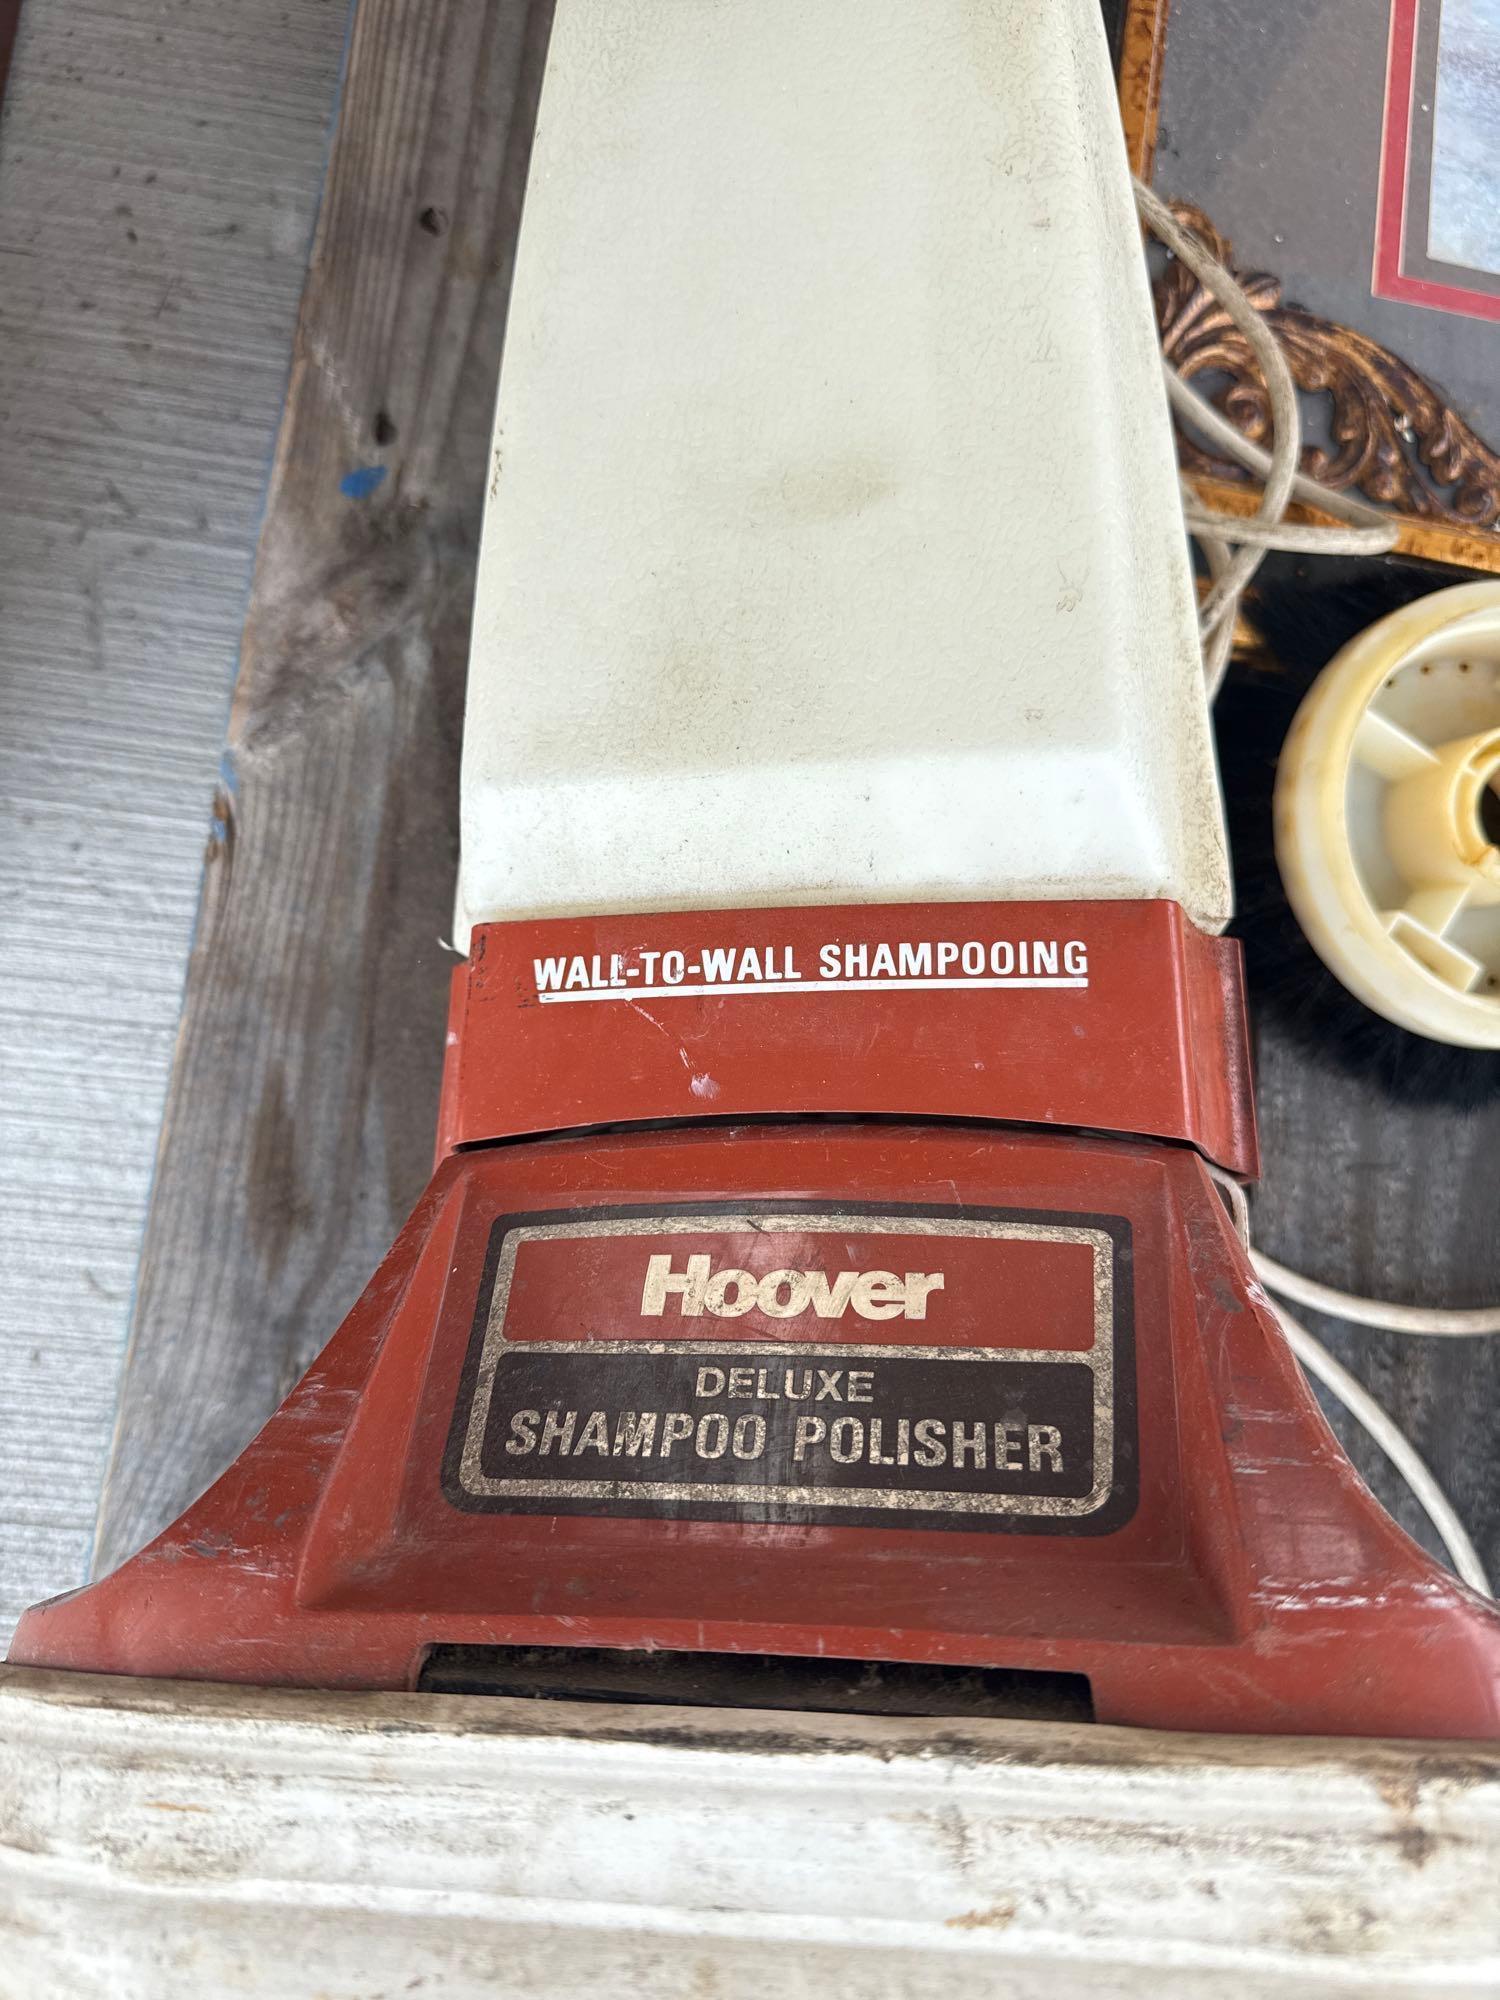 WALL-TO-WALL SHAMPOOING
Hoover
DELUXE
SHAMPOO POLISHER